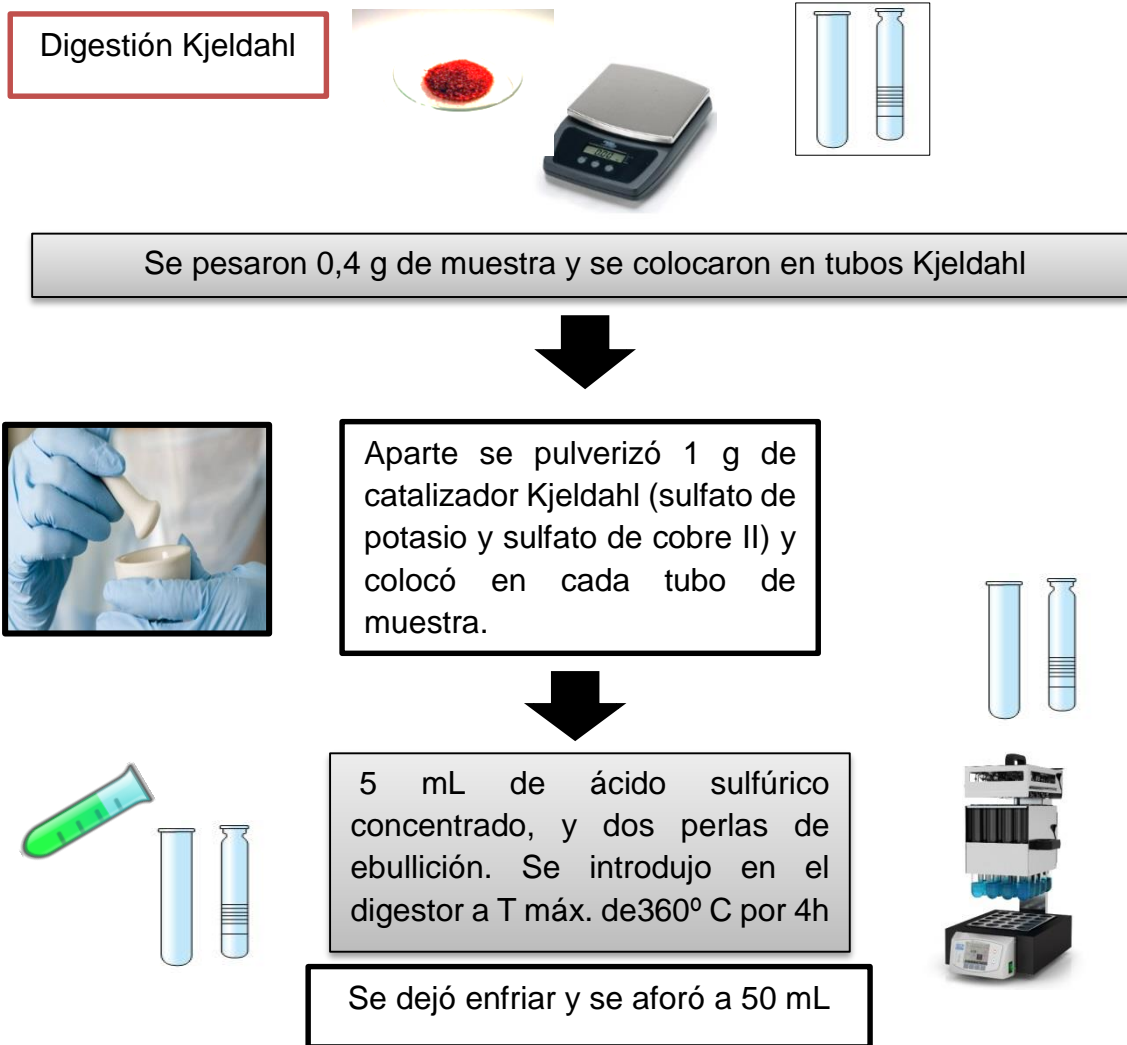 Digestión Kjeldahl
Se pesaron 0,4 g de muestra y se colocaron en tubos Kjeldahl
Aparte se pulverizó 1 g de
catalizador Kjeldahl (sulfato de
potasio y sulfato de cobre II) y
colocó en cada tubo de
muestra.
5 mL de ácido sulfúrico
concentrado, y dos perlas de
ebullición. Se introdujo en el
digestor a T máx. de360º C por 4h
Se dejó enfriar y se aforó a 50 mL